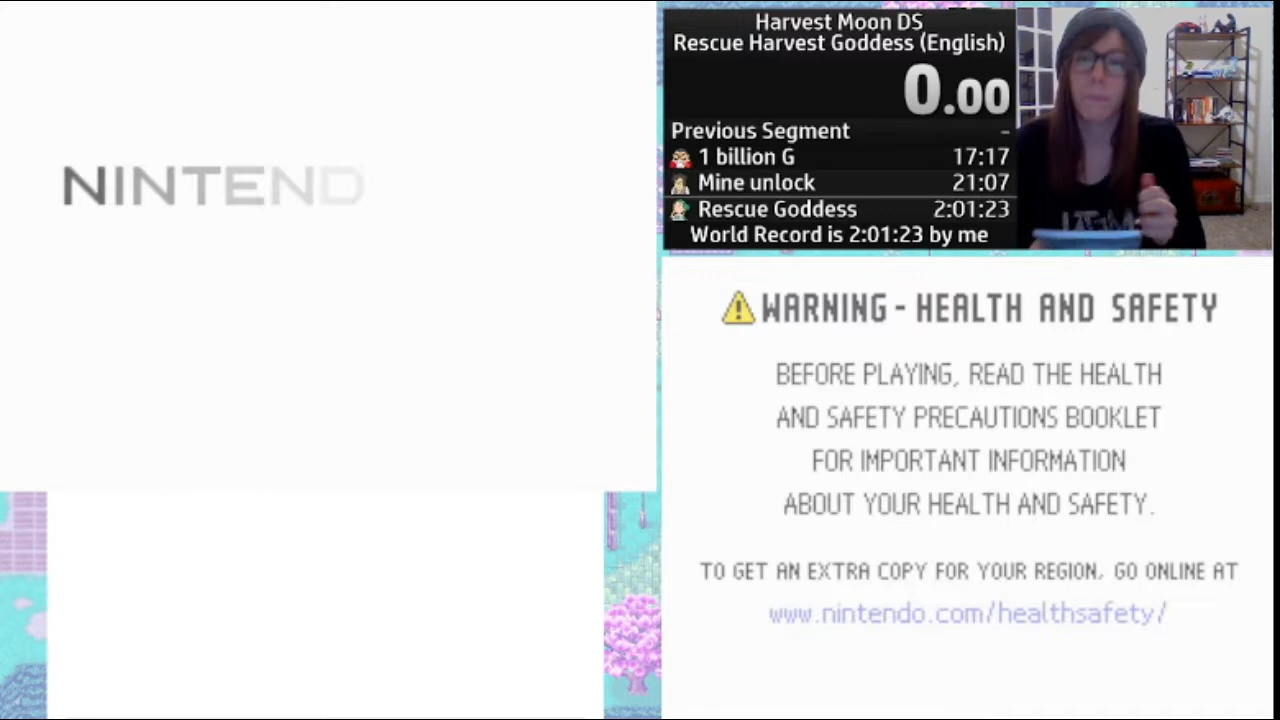 NINTEND
Harvest Moon DS
Rescue Harvest Goddess (English)
0.00
Previous Segment -
1 billion G 17:17
Mine unlock 21:07
Rescue Goddess 2:01:23
World Record is 2:01:23 by me
WARNING - HEALTH AND SAFETY
BEFORE PLAYING, READ THE HEALTH
AND SAFETY PRECAUTIONS BOOKLET
FOR IMPORTANT INFORMATION
ABOUT YOUR HEALTH AND SAFETY.
TO GET AN EXTRA COPY FOR YOUR REGION, GO ONLINE AT
www.nintendo.com/healthsafety/